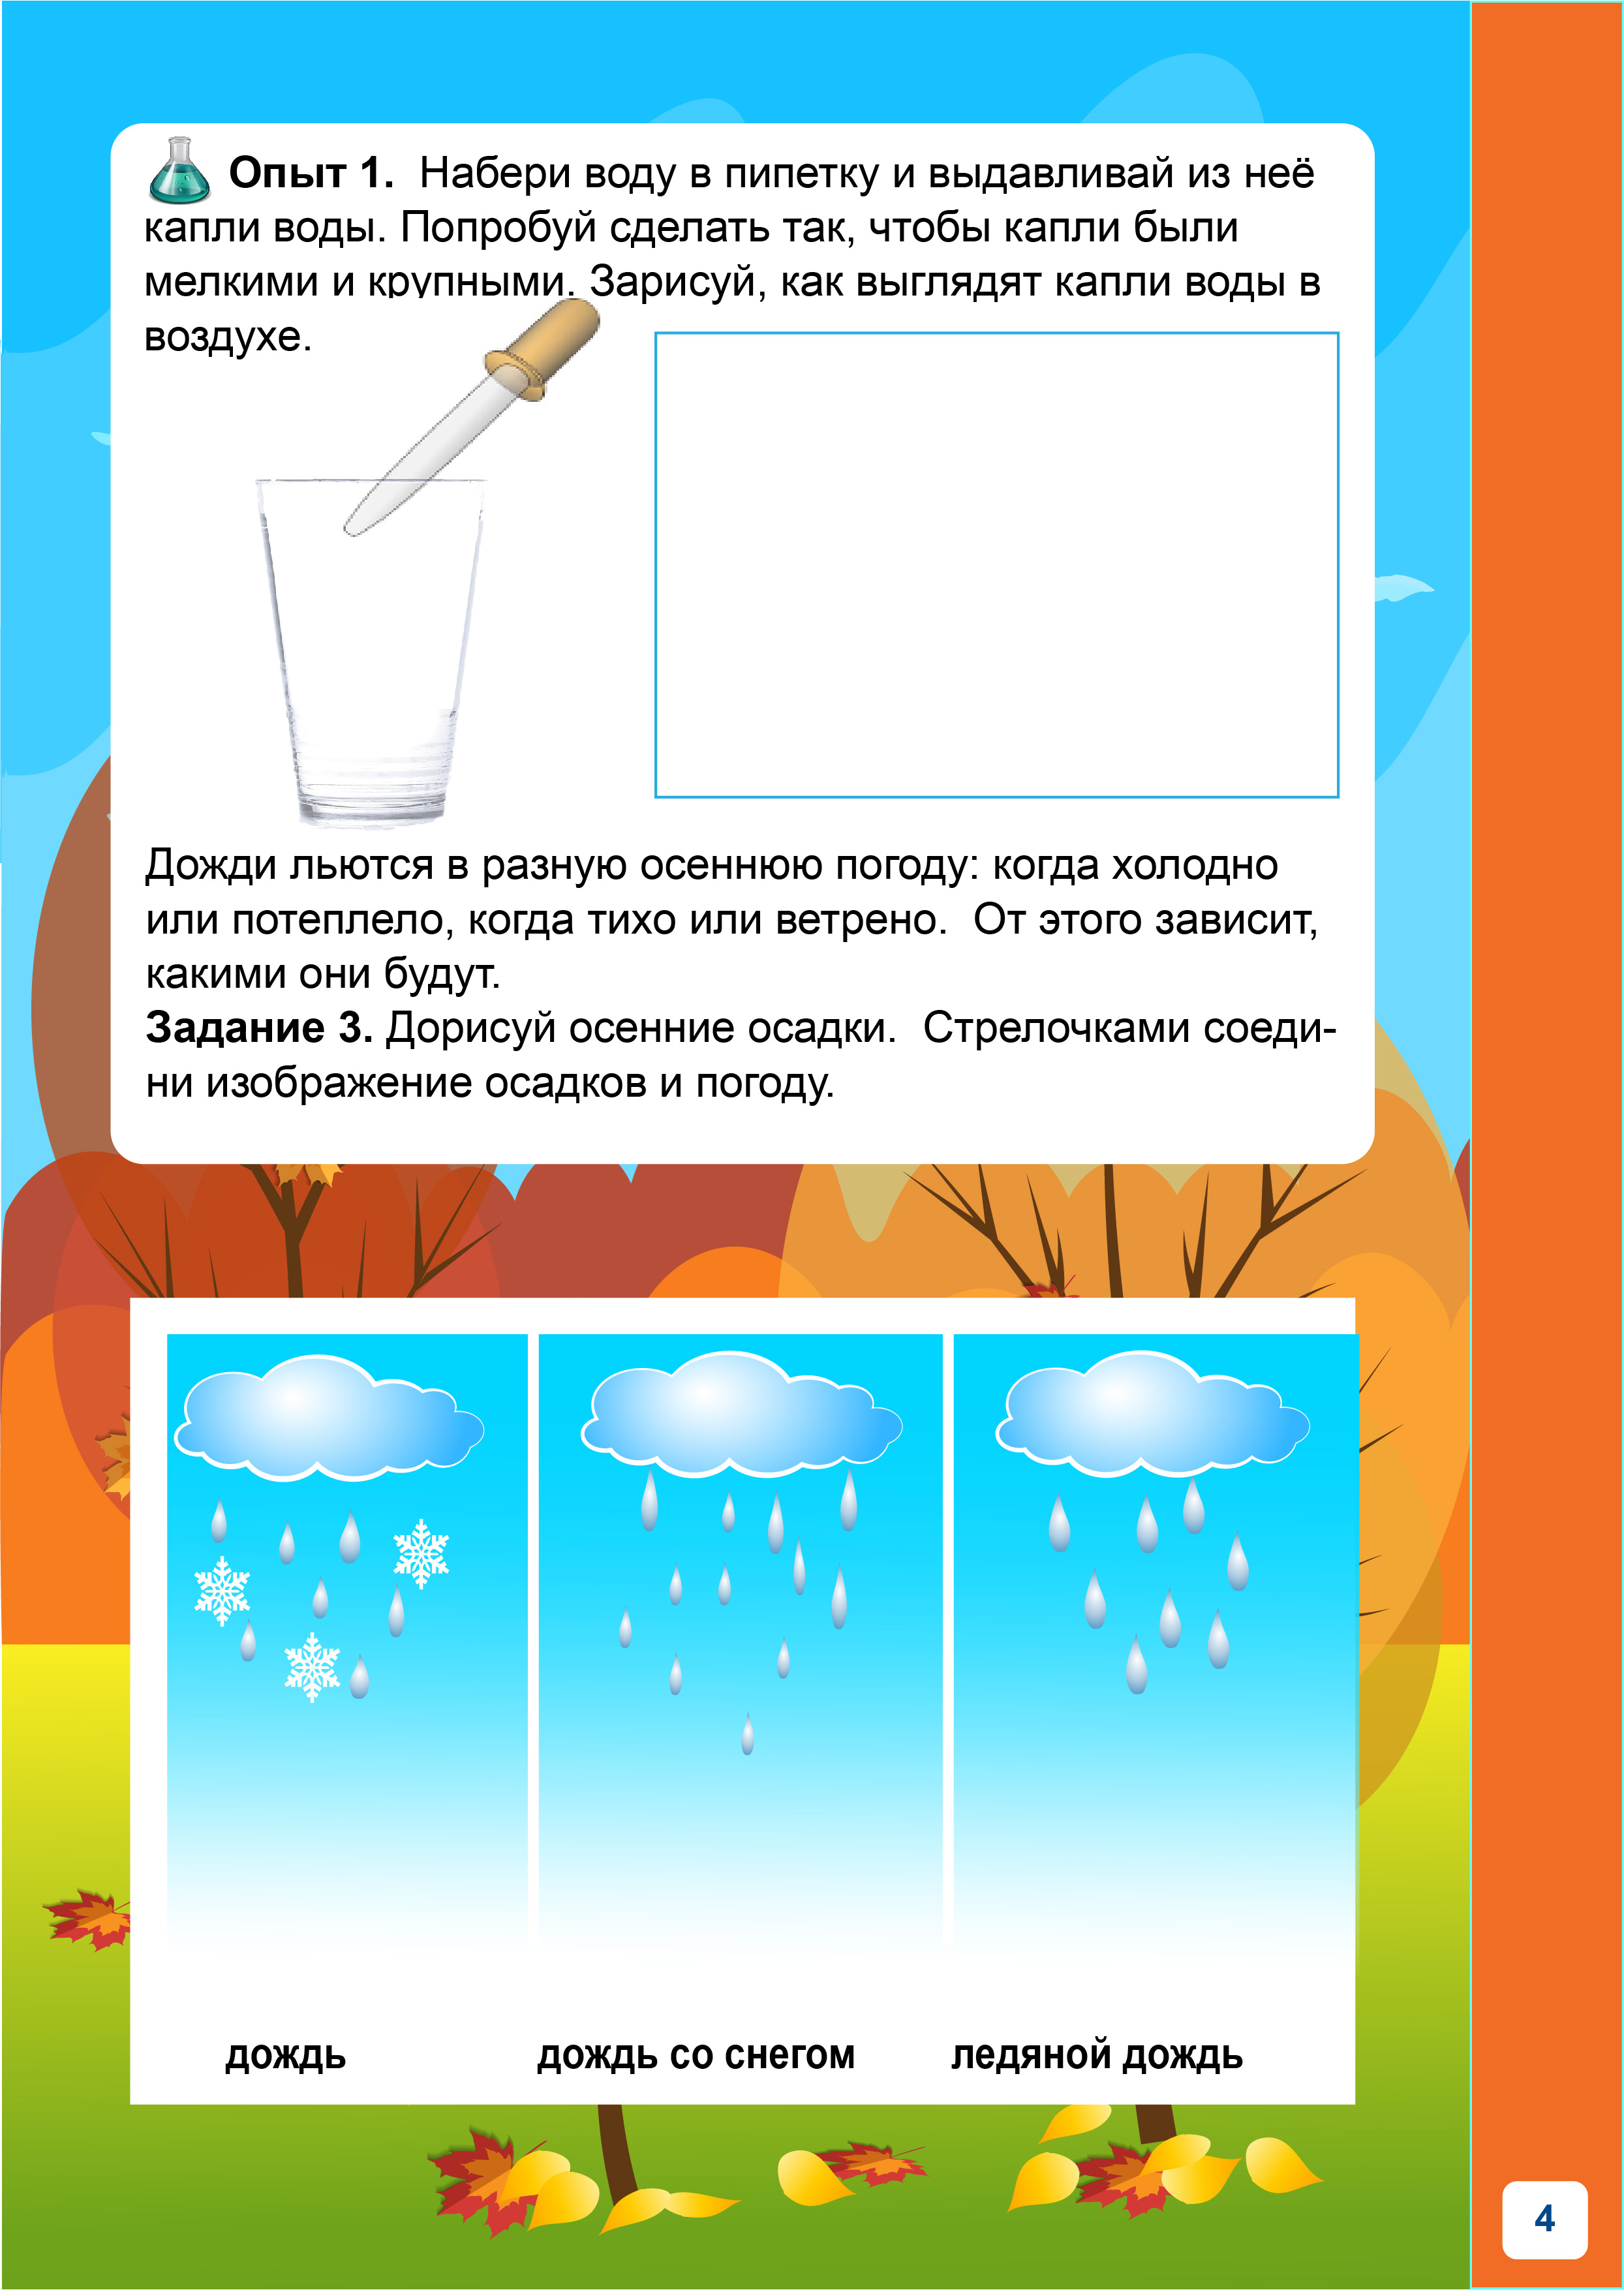 Опыт 1. Набери воду в пипетку и выдавливай из неё
капли воды. Попробуй сделать так, чтобы капли были
мелкими и крупными. Зарисуй, как выглядят капли воды в
воздухе.
Дожди льются в разную осеннюю погоду: когда холодно
или потеплело, когда тихо или ветрено. От этого зависит,
какими они будут.
Задание 3. Дорисуй осенние осадки. Стрелочками соеди-
ни изображение осадков и погоду.
дождь
дождь со снегом
ледяной дождь
4